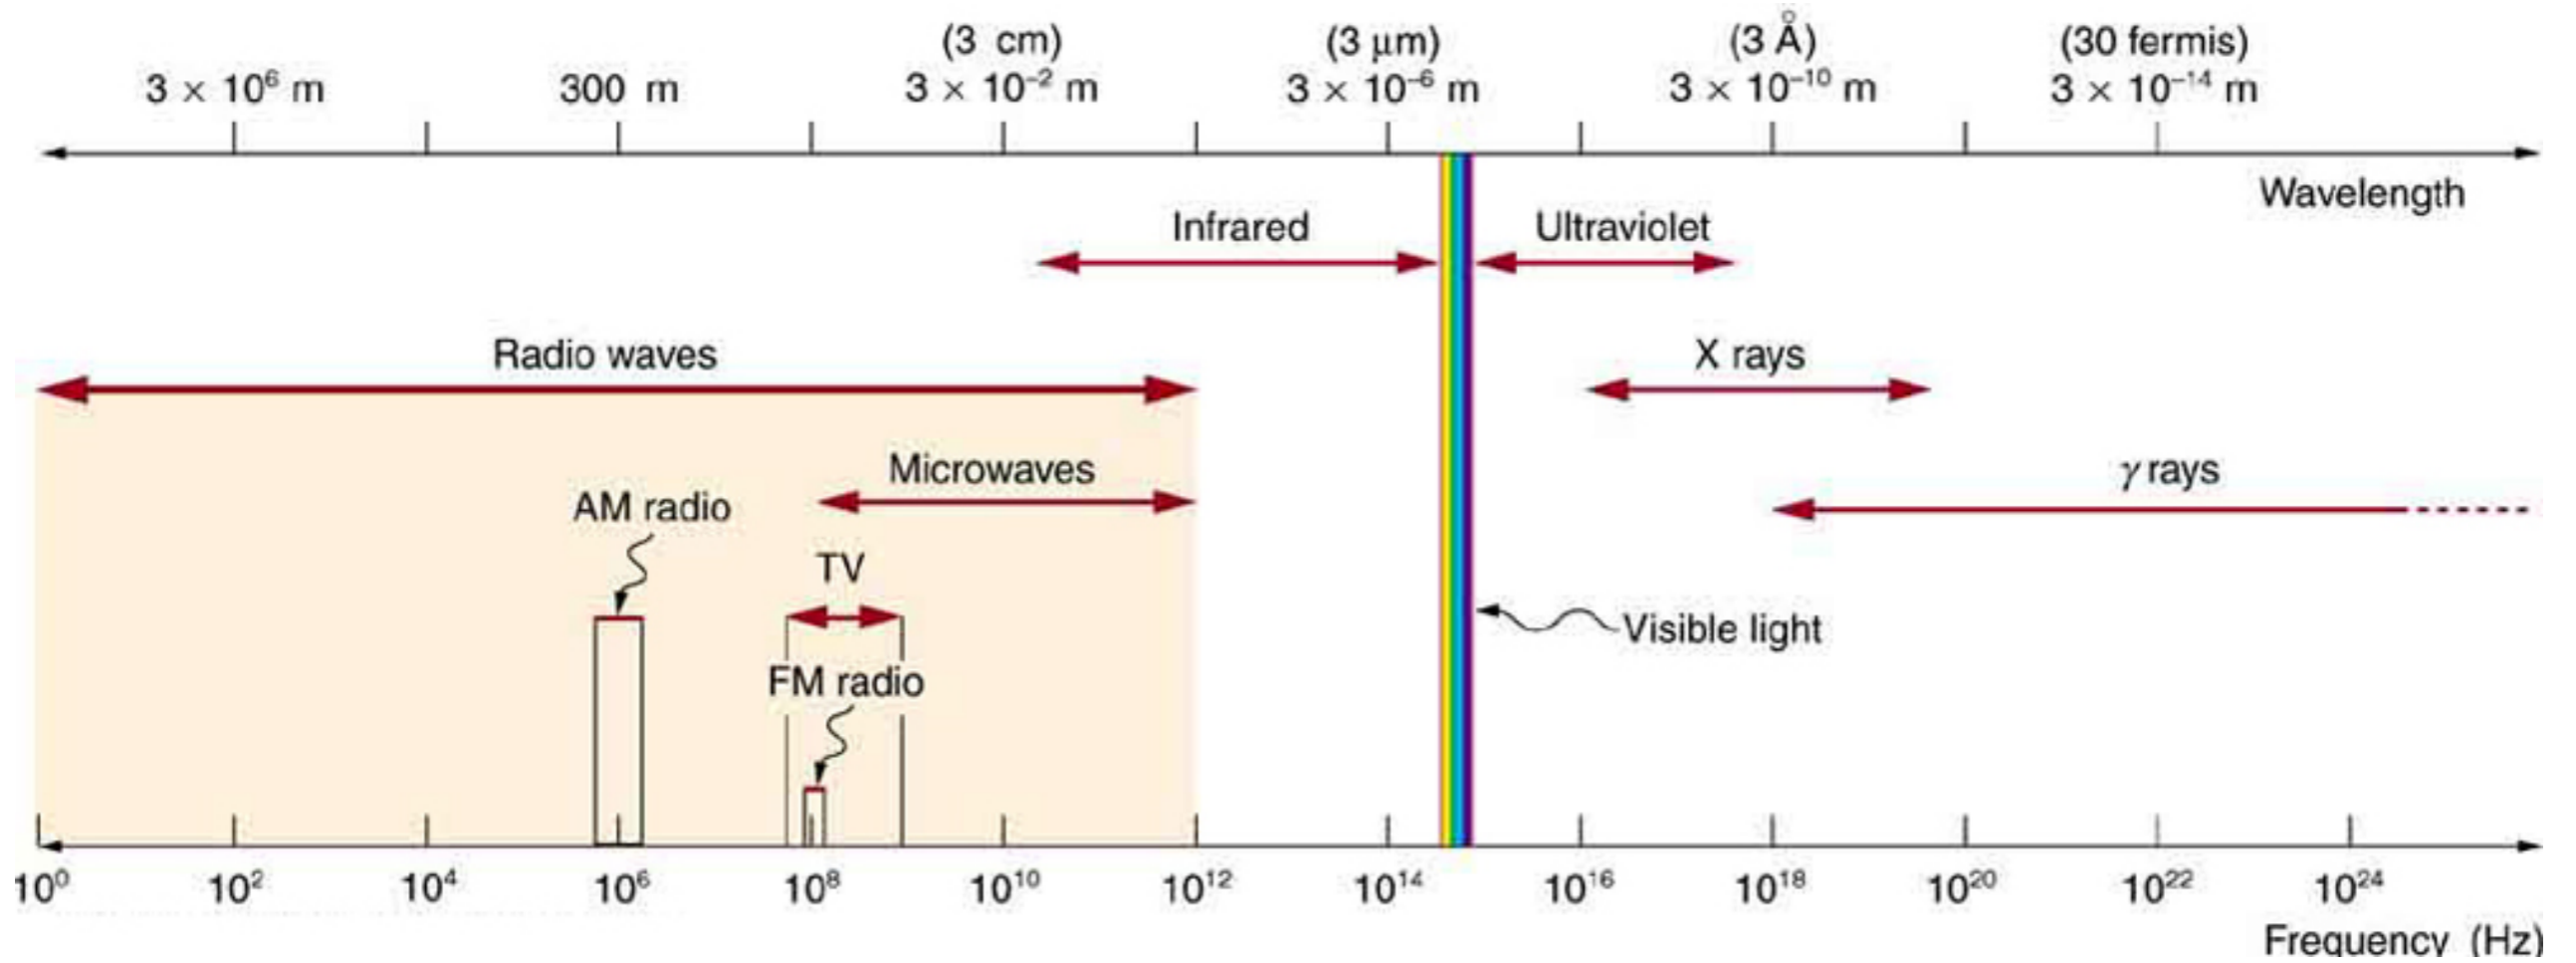 (3 cm) (3 μm) (3 Å) (30 fermis)
3 × 10⁶ m 300 m 3 × 10⁻² m 3 × 10⁻⁶ m 3 × 10⁻¹⁰ m 3 × 10⁻¹⁴ m
Wavelength
Infrared Ultraviolet
Radio waves X rays
Microwaves γ rays
AM radio
TV
Visible light
FM radio
10⁰ 10² 10⁴ 10⁶ 10⁸ 10¹⁰ 10¹² 10¹⁴ 10¹⁶ 10¹⁸ 10²⁰ 10²² 10²⁴
Frequency (Hz)